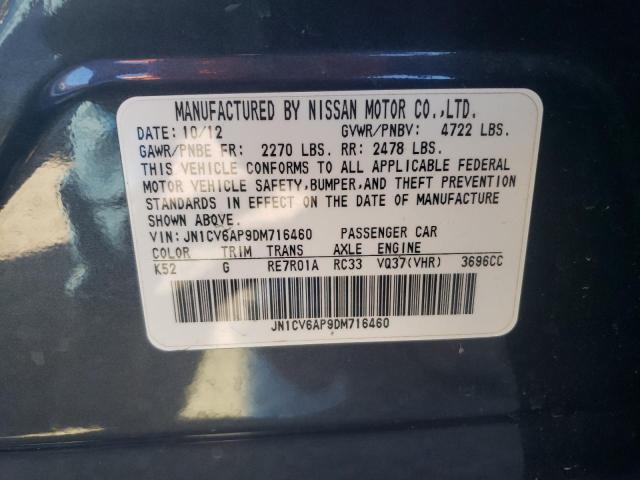 MANUFACTURED BY NISSAN MOTOR CO.,LTD.
DATE: 10/12 GVWR/PNBV: 4722 LBS.
GAWR/PNBE FR: 2270 LBS. RR: 2478 LBS.
THIS VEHICLE CONFORMS TO ALL APPLICABLE FEDERAL
MOTOR VEHICLE SAFETY,BUMPER,AND THEFT PREVENTION
STANDARDS IN EFFECT ON THE DATE OF MANUFACTURE
SHOWN ABOVE.
VIN: JN1CV6AP9DM716460 PASSENGER CAR
COLOR TRIM TRANS AXLE ENGINE
K52 G RE7R01A RC33 VQ37(VHR) 3696CC
JN1CV6AP9DM716460